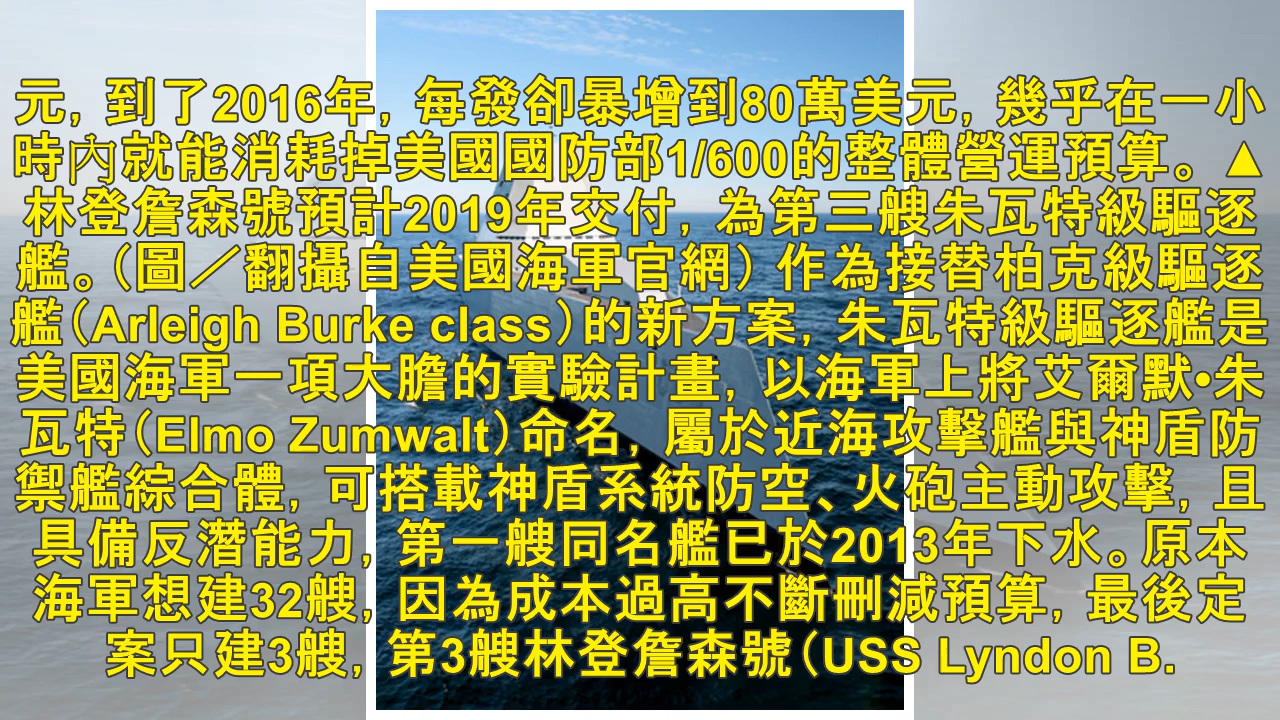 元，到了2016年，每發卻暴增到80萬美元，幾乎在一小
時內就能消耗掉美國國防部1/600的整體營運預算。▲
林登詹森號預計2019年交付，為第三艘朱瓦特級驅逐
艦。（圖／翻攝自美國海軍官網）作為接替柏克級驅逐
艦（Arleigh Burke class）的新方案，朱瓦特級驅逐艦是
美國海軍一項大膽的實驗計畫，以海軍上將艾爾默•朱
瓦特（Elmo Zumwalt）命名，屬於近海攻擊艦與神盾防
禦艦綜合體，可搭載神盾系統防空、火砲主動攻擊，且
具備反潛能力，第一艘同名艦已於2013年下水。原本
海軍想建32艘，因為成本過高不斷刪減預算，最後定
案只建3艘，第3艘林登詹森號（USS Lyndon B.